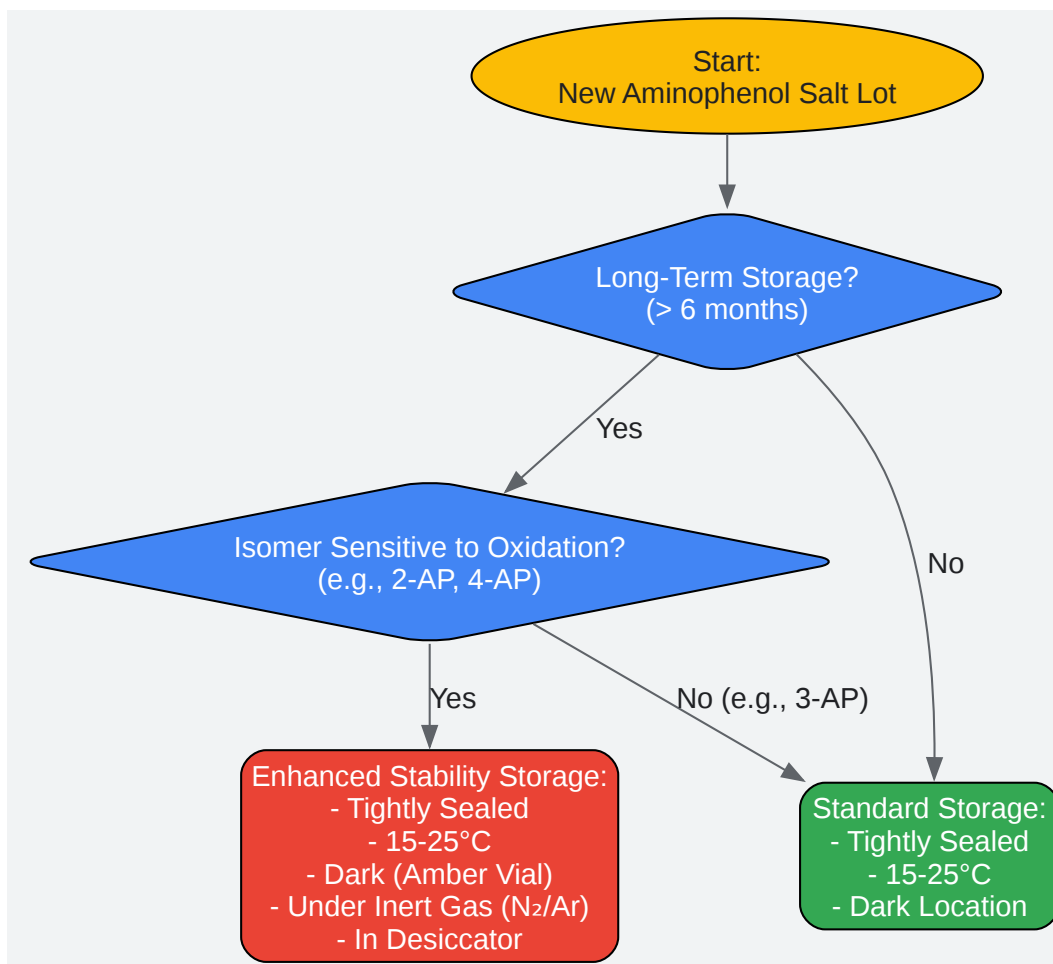 Start:
New Aminophenol Salt Lot
Long-Term Storage?
(> 6 months)
Yes
No
Isomer Sensitive to Oxidation?
(e.g., 2-AP, 4-AP)
Yes
No (e.g., 3-AP)
Enhanced Stability Storage:
- Tightly Sealed
- 15-25°C
- Dark (Amber Vial)
- Under Inert Gas (N₂/Ar)
- In Desiccator
Standard Storage:
- Tightly Sealed
- 15-25°C
- Dark Location